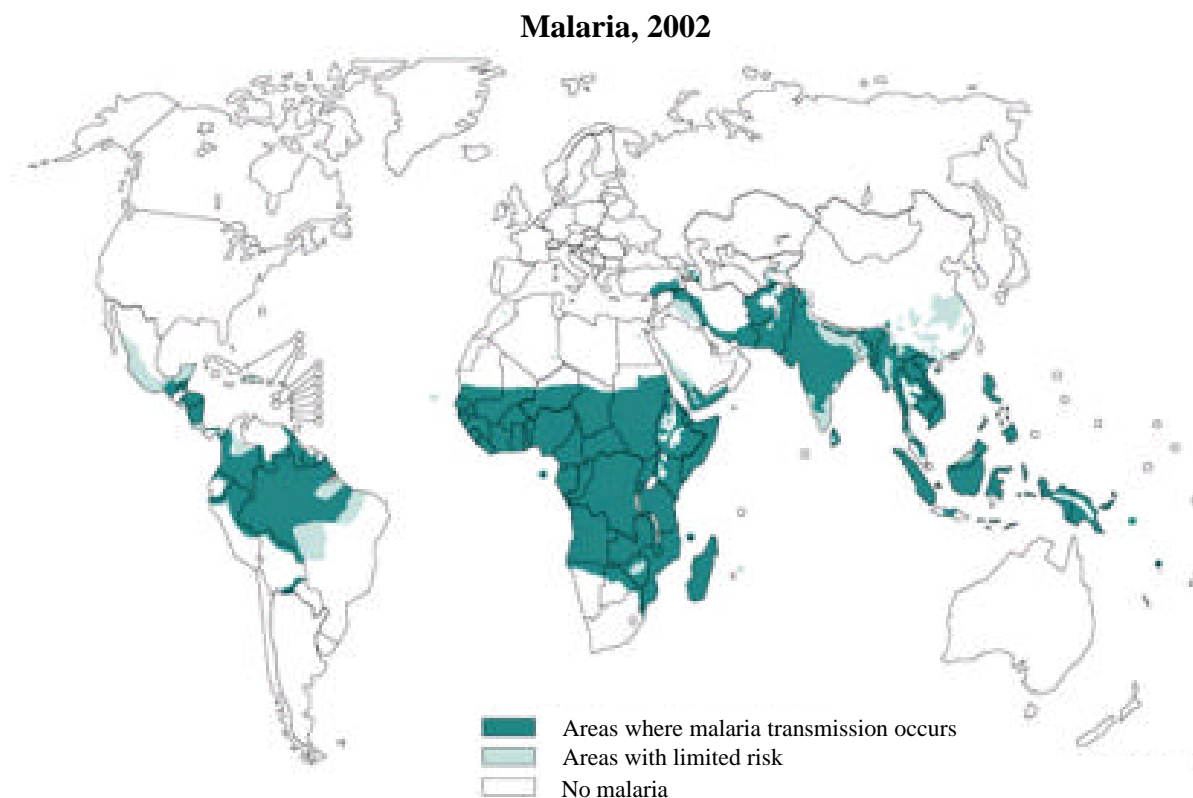 Malaria, 2002
Areas where malaria transmission occurs
Areas with limited risk
No malaria